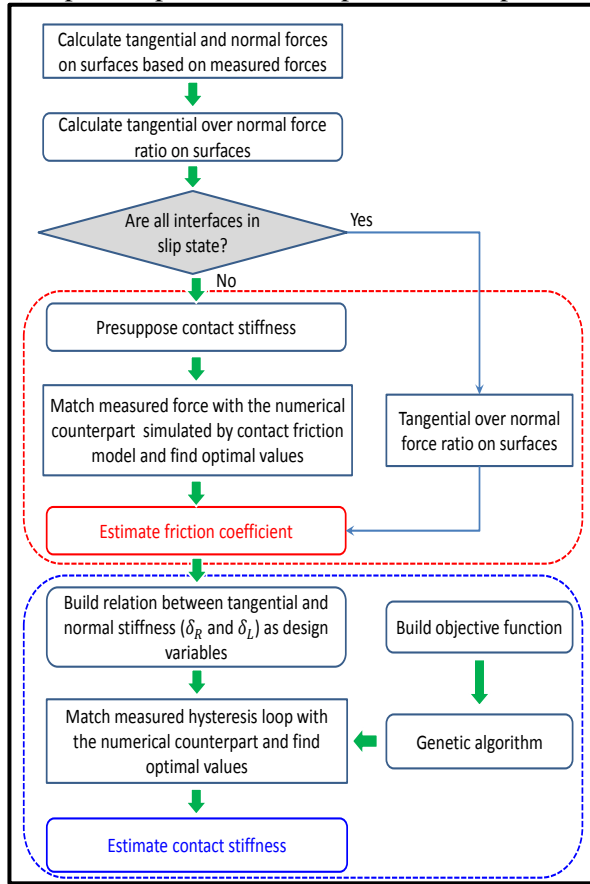 Calculate tangential and normal forces
on surfaces based on measured forces
Calculate tangential over normal force
ratio on surfaces
Are all interfaces in
slip state?
Yes
No
Presuppose contact stiffness
Match measured force with the numerical
counterpart simulated by contact friction
model and find optimal values
Tangential over normal
force ratio on surfaces
Estimate friction coefficient
Build relation between tangential and
normal stiffness (δ_R and δ_L) as design
variables
Build objective function
Match measured hysteresis loop with
the numerical counterpart and find
optimal values
Genetic algorithm
Estimate contact stiffness